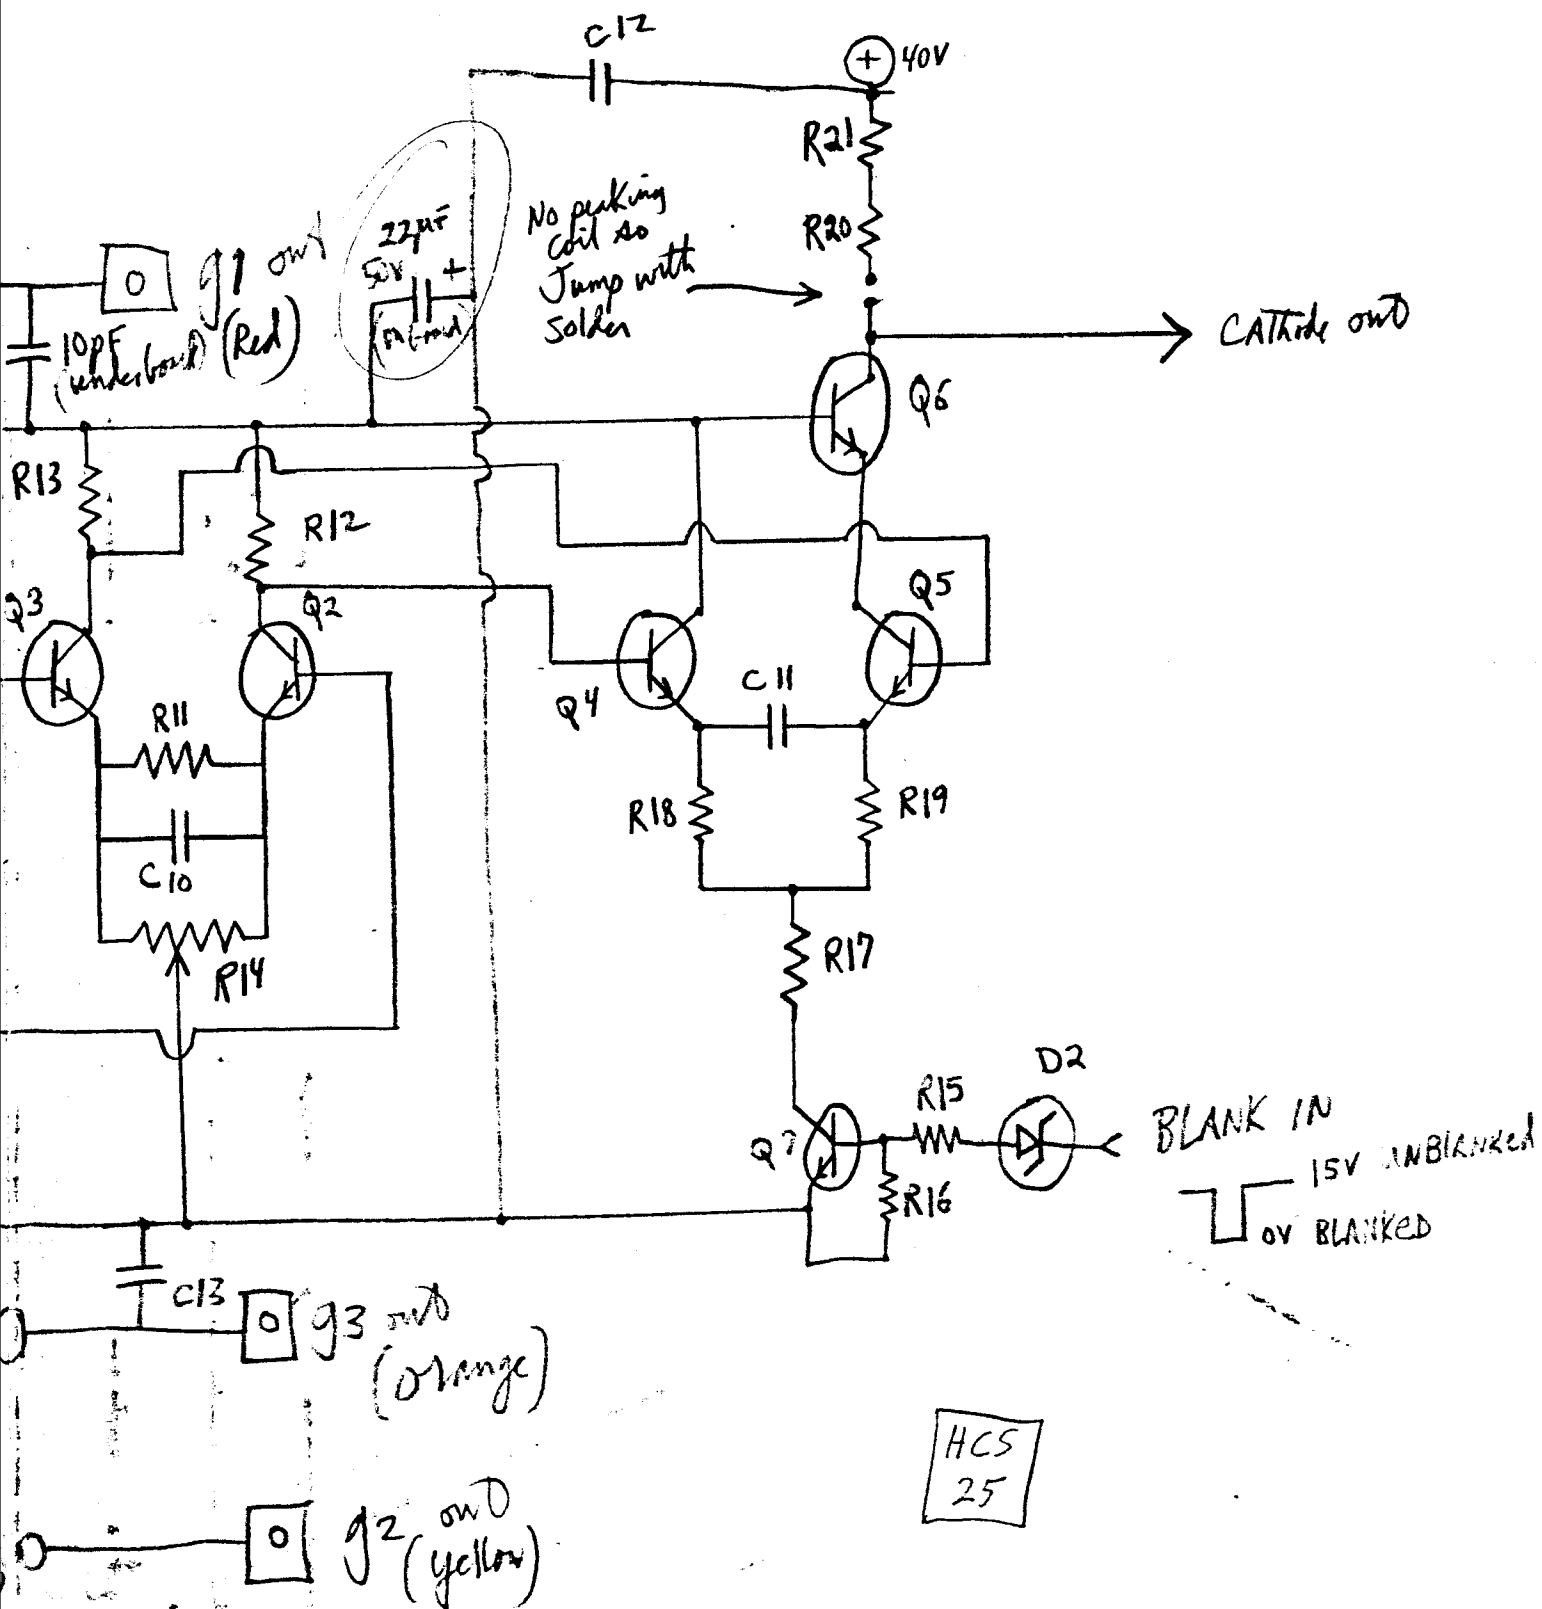 C12
+ 40V
R21
R20
22µF
50V +
No peaking
coil so
Jump with
solder
g1 out
(Red)
10pF
(underboard)
Cathode out
Q6
R13
R12
Q3
Q2
Q5
Q4
C11
R11
C10
R14
R18
R19
R17
D2
R15
Q7
R16
BLANK IN
15V UNBLANKED
0V BLANKED
C13
g3 out
(orange)
HCS
25
g2 out
(yellow)